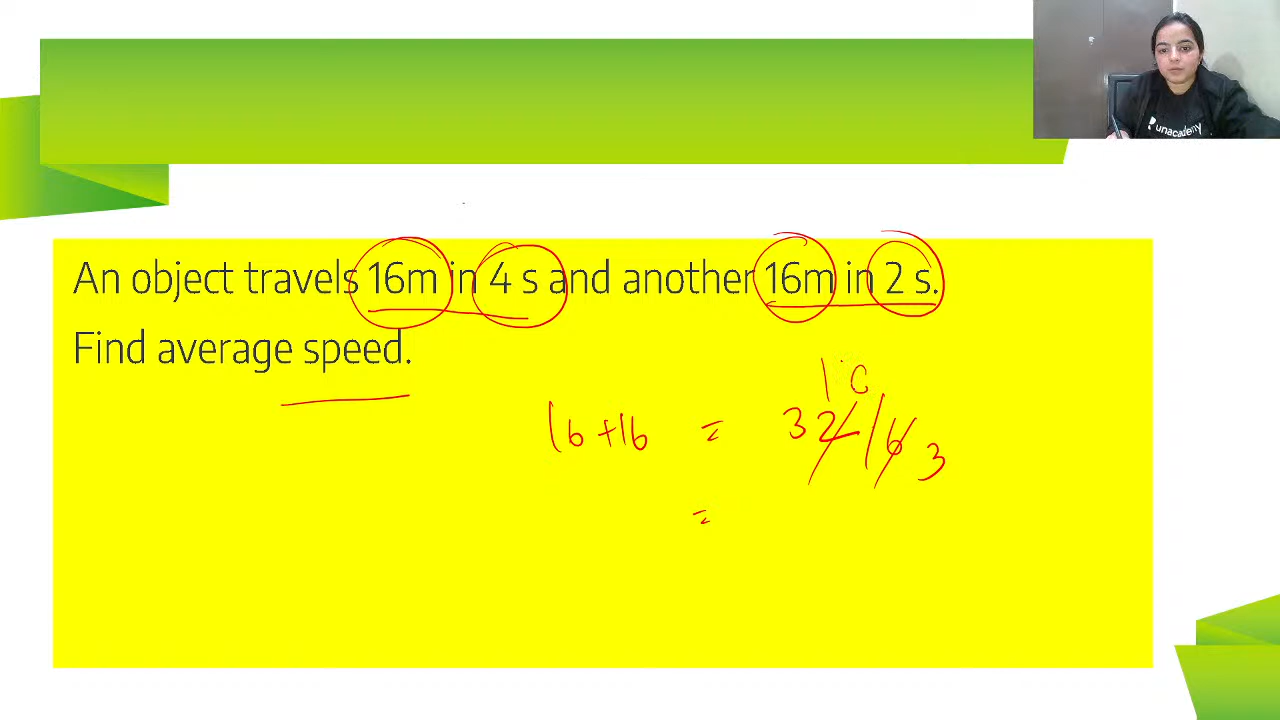 unacademy
An object travels 16m in 4 s and another 16m in 2 s.
Find average speed.
16
16 + 16 = 32/6 3
=